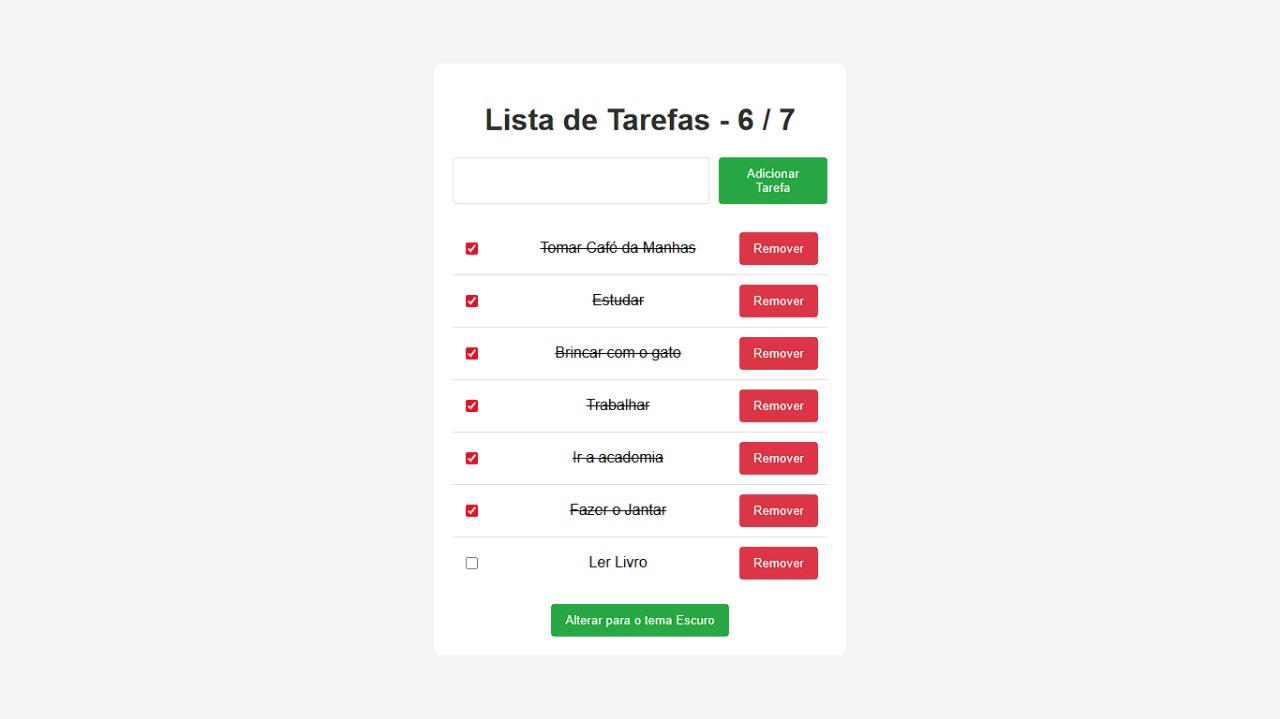 Lista de Tarefas - 6 / 7
Adicionar
Tarefa
Tomar Café da Manhas
Remover
Estudar
Remover
Brincar com o gato
Remover
Trabalhar
Remover
Ir a academia
Remover
Fazer o Jantar
Remover
Ler Livro
Remover
Alterar para o tema Escuro